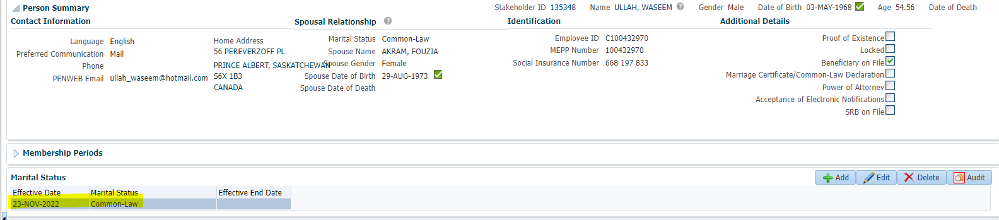 Person Summary
Stakeholder ID 135348 Name ULLAH, WASEEM Gender Male Date of Birth 03-MAY-1968 Age 54.56 Date of Death
Contact Information
Language English
Preferred Communication Mail
Phone
PENWEB Email ullah_waseem@hotmail.com
Home Address
56 PEREVERZOFF PL
PRINCE ALBERT, SASKATCHEWAN
S6X 1B3
CANADA
Spousal Relationship
Marital Status Common-Law
Spouse Name AKRAM, FOUZIA
Spouse Gender Female
Spouse Date of Birth 29-AUG-1973
Spouse Date of Death
Identification
Employee ID C100432970
MEPP Number 100432970
Social Insurance Number 668 197 833
Additional Details
Proof of Existence
Locked
Beneficiary on File
Marriage Certificate/Common-Law Declaration
Power of Attorney
Acceptance of Electronic Notifications
SRB on File
Membership Periods
Marital Status
Add Edit Delete Audit
Effective Date Marital Status Effective End Date
23-NOV-2022 Common-Law